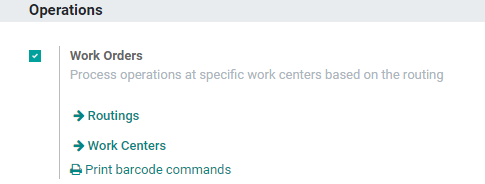 Operations
Work Orders
Process operations at specific work centers based on the routing
Routings
Work Centers
Print barcode commands